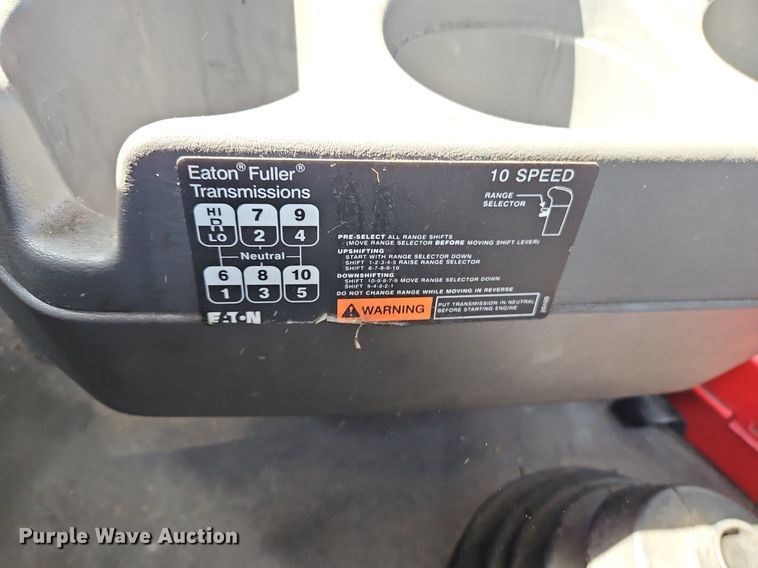 Eaton® Fuller®
Transmissions
10 SPEED
RANGE
SELECTOR
HI
R
LO
7
2
9
4
Neutral
6
1
8
3
10
5
PRE-SELECT ALL RANGE SHIFTS
(MOVE RANGE SELECTOR BEFORE MOVING SHIFT LEVER)
UPSHIFTING
START WITH RANGE SELECTOR DOWN
SHIFT 1-2-3-4-5 RAISE RANGE SELECTOR
SHIFT 6-7-8-9-10
DOWNSHIFTING
SHIFT 10-9-8-7-6 MOVE RANGE SELECTOR DOWN
SHIFT 5-4-3-2-1
DO NOT CHANGE RANGE WHILE MOVING IN REVERSE
WARNING
PUT TRANSMISSION IN NEUTRAL
BEFORE STARTING ENGINE
EATON
Purple Wave Auction